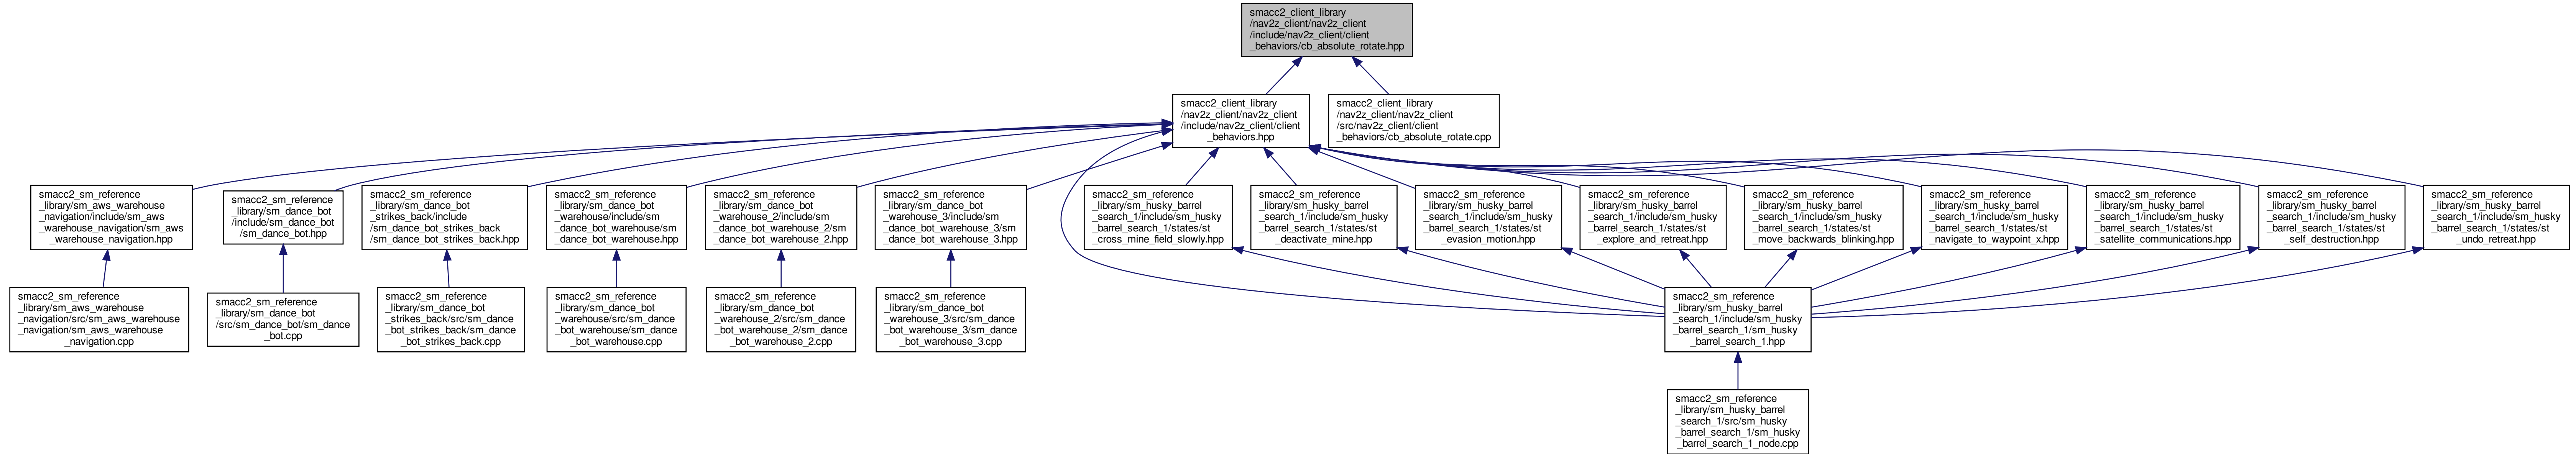 smacc2_client_library
/nav2z_client/nav2z_client
/include/nav2z_client/client
_behaviors/cb_absolute_rotate.hpp
smacc2_client_library
/nav2z_client/nav2z_client
/include/nav2z_client/client
_behaviors.hpp
smacc2_client_library
/nav2z_client/nav2z_client
/src/nav2z_client/client
_behaviors/cb_absolute_rotate.cpp
smacc2_sm_reference
_library/sm_aws_warehouse
_navigation/include/sm_aws
_warehouse_navigation/sm_aws
_warehouse_navigation.hpp
smacc2_sm_reference
_library/sm_dance_bot
/include/sm_dance_bot
/sm_dance_bot.hpp
smacc2_sm_reference
_library/sm_dance_bot
_strikes_back/include
/sm_dance_bot_strikes_back
/sm_dance_bot_strikes_back.hpp
smacc2_sm_reference
_library/sm_dance_bot
_warehouse/include/sm
_dance_bot_warehouse/sm
_dance_bot_warehouse.hpp
smacc2_sm_reference
_library/sm_dance_bot
_warehouse_2/include/sm
_dance_bot_warehouse_2/sm
_dance_bot_warehouse_2.hpp
smacc2_sm_reference
_library/sm_dance_bot
_warehouse_3/include/sm
_dance_bot_warehouse_3/sm
_dance_bot_warehouse_3.hpp
smacc2_sm_reference
_library/sm_husky_barrel
_search_1/include/sm_husky
_barrel_search_1/states/st
_cross_mine_field_slowly.hpp
smacc2_sm_reference
_library/sm_husky_barrel
_search_1/include/sm_husky
_barrel_search_1/states/st
_deactivate_mine.hpp
smacc2_sm_reference
_library/sm_husky_barrel
_search_1/include/sm_husky
_barrel_search_1/states/st
_evasion_motion.hpp
smacc2_sm_reference
_library/sm_husky_barrel
_search_1/include/sm_husky
_barrel_search_1/states/st
_explore_and_retreat.hpp
smacc2_sm_reference
_library/sm_husky_barrel
_search_1/include/sm_husky
_barrel_search_1/states/st
_move_backwards_blinking.hpp
smacc2_sm_reference
_library/sm_husky_barrel
_search_1/include/sm_husky
_barrel_search_1/states/st
_navigate_to_waypoint_x.hpp
smacc2_sm_reference
_library/sm_husky_barrel
_search_1/include/sm_husky
_barrel_search_1/states/st
_satellite_communications.hpp
smacc2_sm_reference
_library/sm_husky_barrel
_search_1/include/sm_husky
_barrel_search_1/states/st
_self_destruction.hpp
smacc2_sm_reference
_library/sm_husky_barrel
_search_1/include/sm_husky
_barrel_search_1/states/st
_undo_retreat.hpp
smacc2_sm_reference
_library/sm_aws_warehouse
_navigation/src/sm_aws_warehouse
_navigation/sm_aws_warehouse
_navigation.cpp
smacc2_sm_reference
_library/sm_dance_bot
/src/sm_dance_bot/sm_dance
_bot.cpp
smacc2_sm_reference
_library/sm_dance_bot
_strikes_back/src/sm_dance
_bot_strikes_back/sm_dance
_bot_strikes_back.cpp
smacc2_sm_reference
_library/sm_dance_bot
_warehouse/src/sm_dance
_bot_warehouse/sm_dance
_bot_warehouse.cpp
smacc2_sm_reference
_library/sm_dance_bot
_warehouse_2/src/sm_dance
_bot_warehouse_2/sm_dance
_bot_warehouse_2.cpp
smacc2_sm_reference
_library/sm_dance_bot
_warehouse_3/src/sm_dance
_bot_warehouse_3/sm_dance
_bot_warehouse_3.cpp
smacc2_sm_reference
_library/sm_husky_barrel
_search_1/include/sm_husky
_barrel_search_1/sm_husky
_barrel_search_1.hpp
smacc2_sm_reference
_library/sm_husky_barrel
_search_1/src/sm_husky
_barrel_search_1/sm_husky
_barrel_search_1_node.cpp